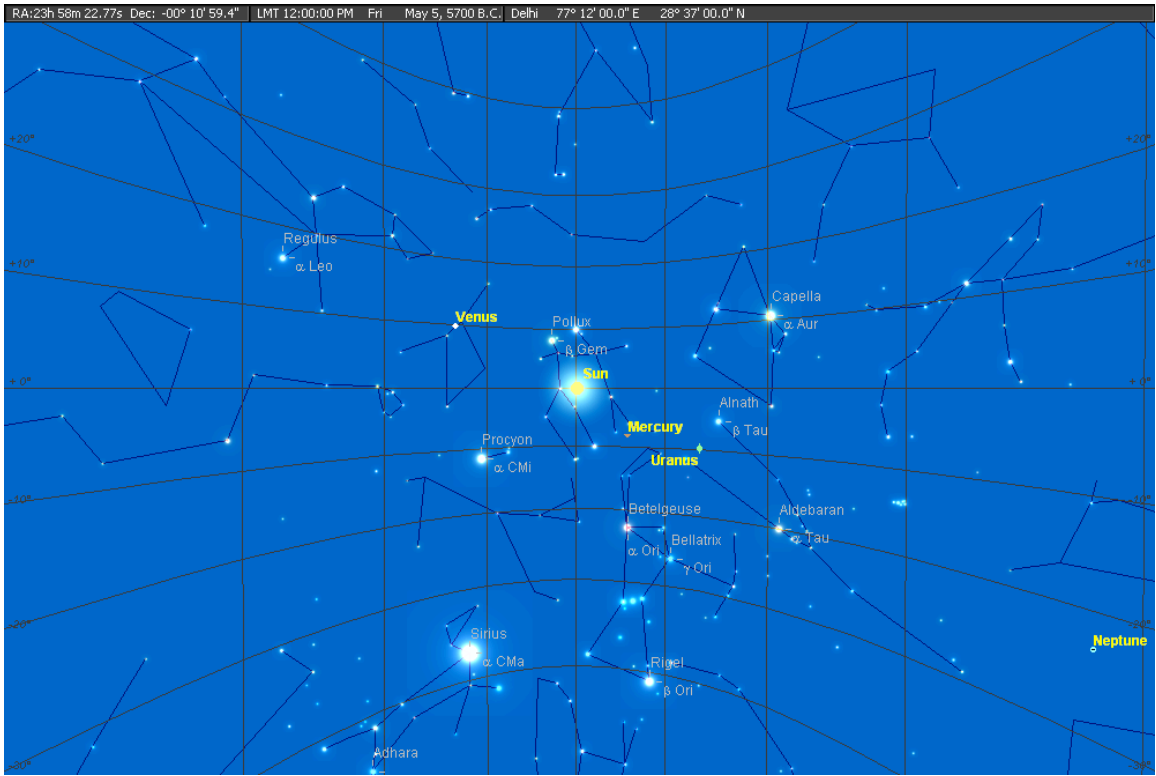 RA:23h 58m 22.77s Dec: -00° 10' 59.4" LMT 12:00:00 PM Fri May 5, 5700 B.C. Delhi 77° 12' 00.0" E 28° 37' 00.0" N
+20° +20°
Regulus
α Leo
+10° +10°
Capella
α Aur
Venus
Pollux
β Gem
Sun
+0° +0°
Alnath
β Tau
Mercury
Procyon
α CMi
Uranus
-10° -10°
Betelgeuse
α Ori
Aldebaran
α Tau
Bellatrix
γ Ori
-20° -20°
Sirius
α CMa
Neptune
Rigel
β Ori
Adhara
-30° -30°